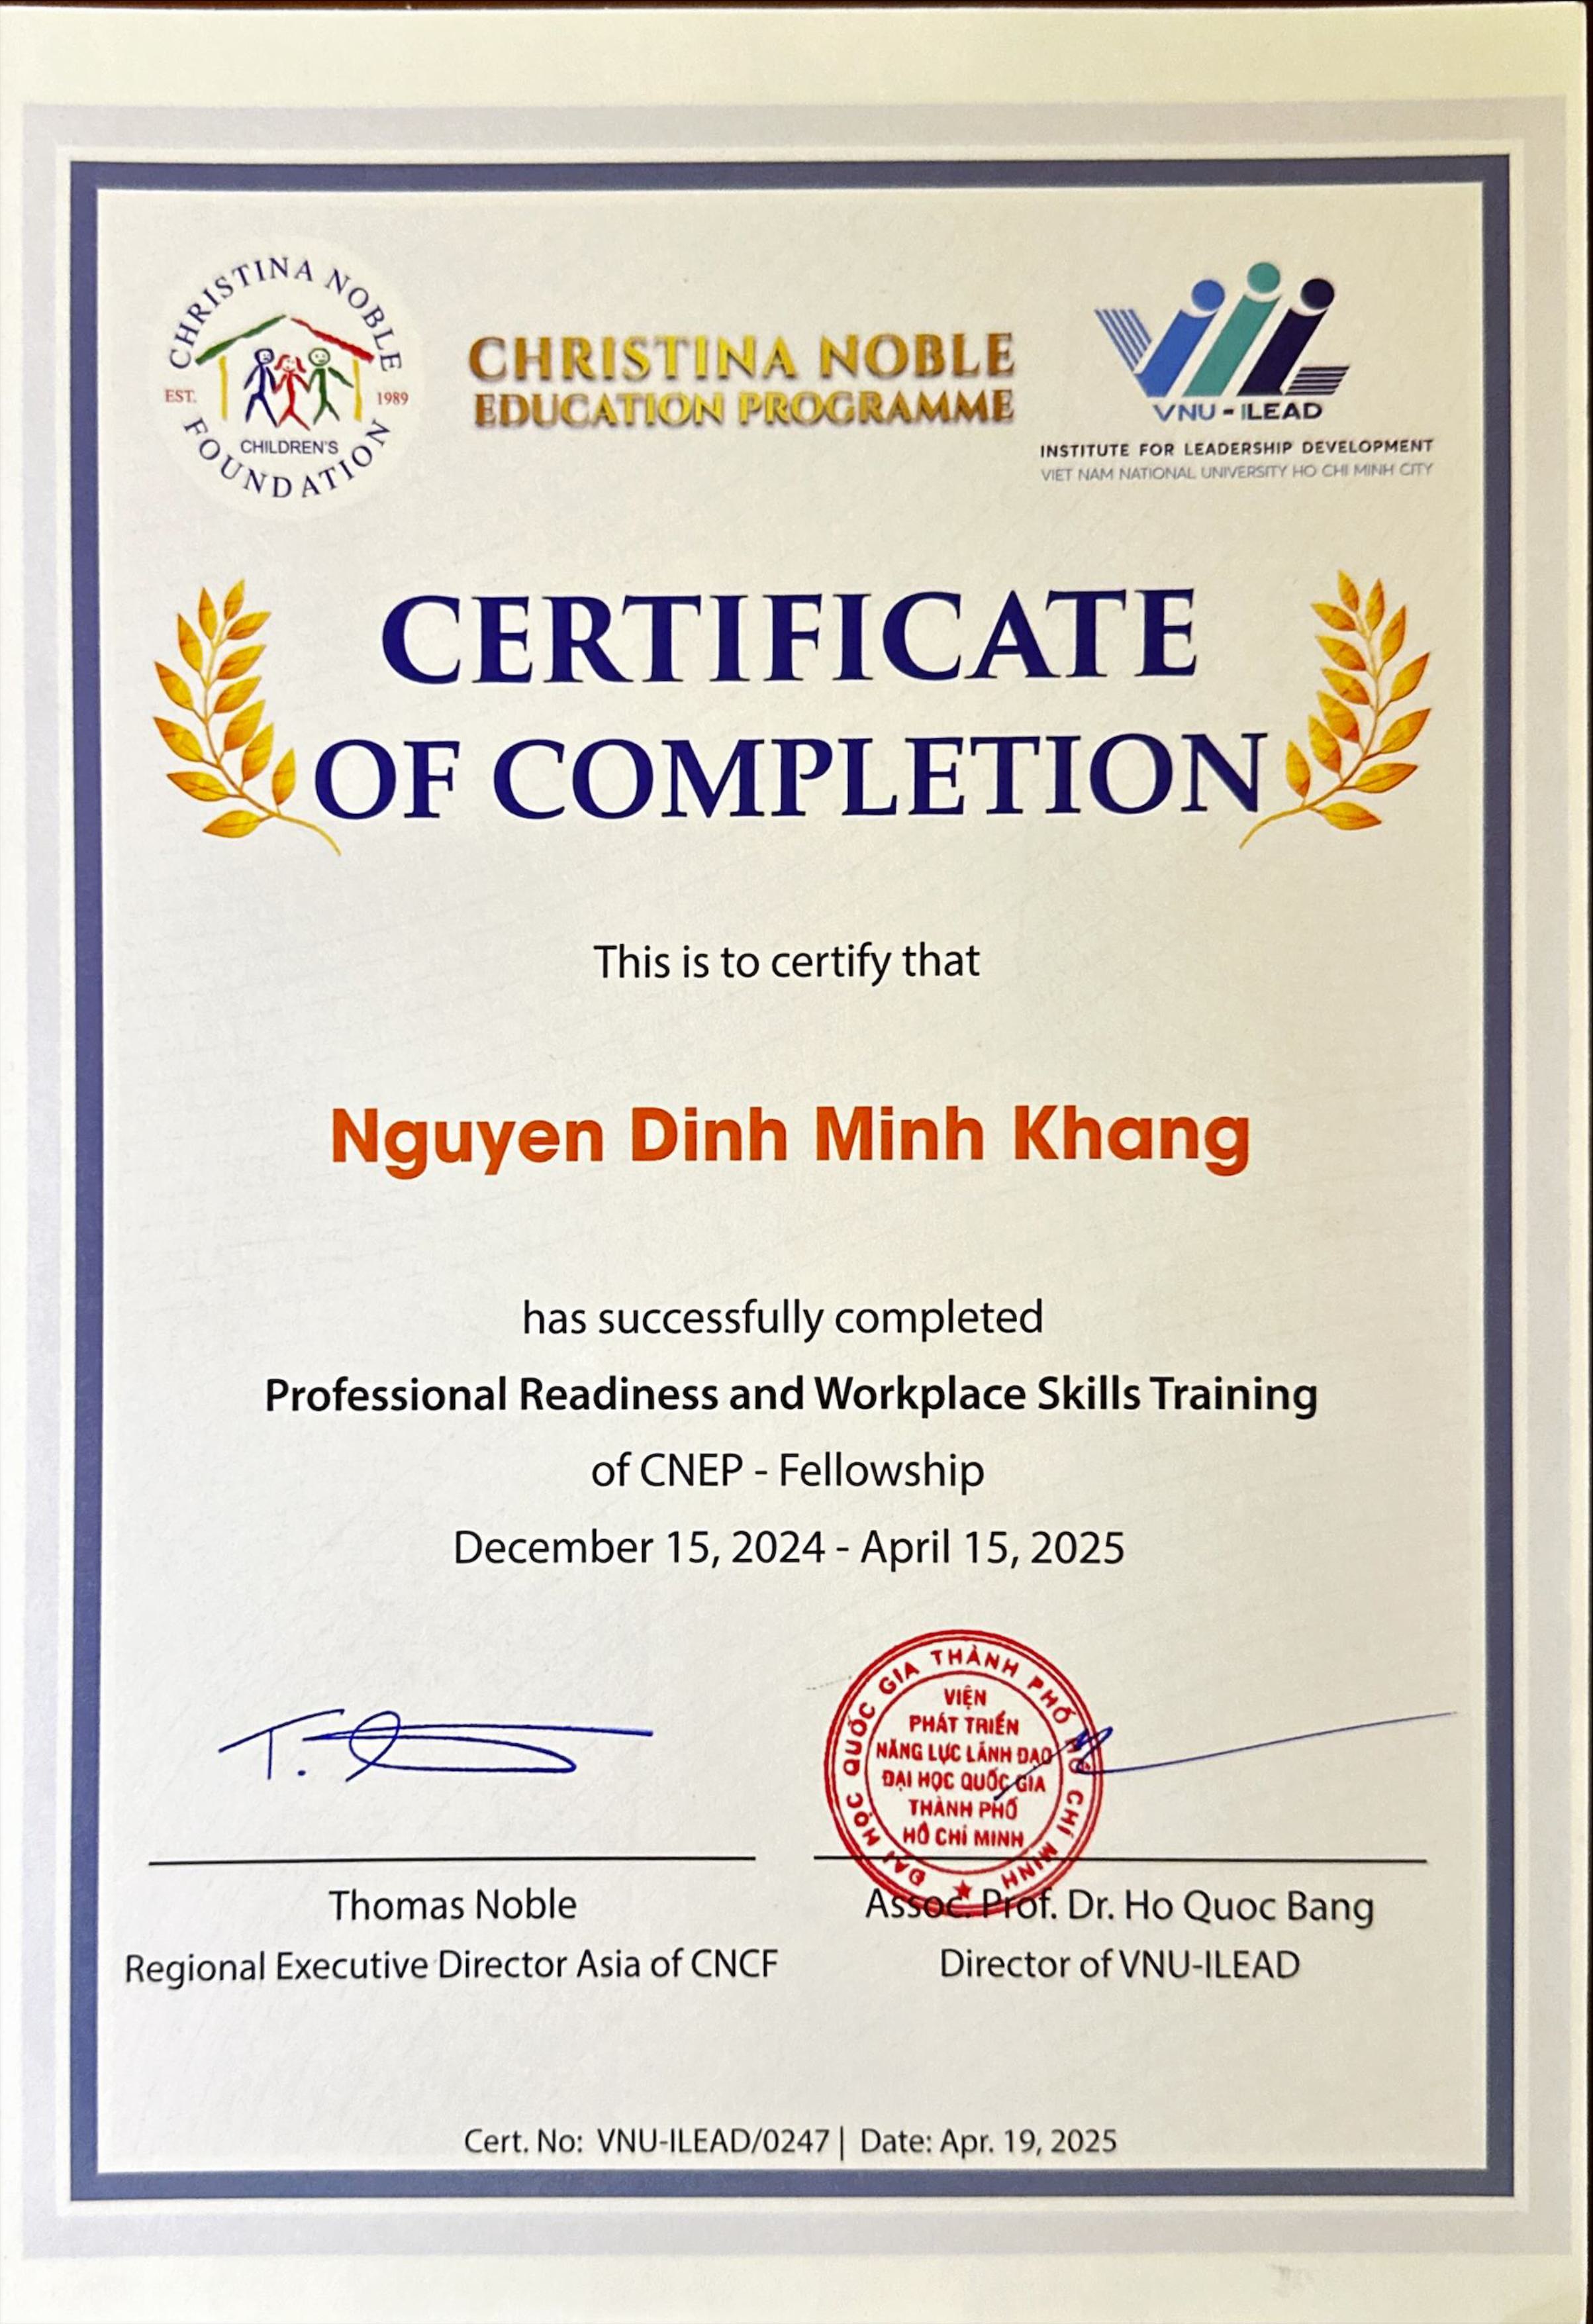 CHRISTINA NOBLE
EST. 1989
CHILDREN'S
FOUNDATION
CHRISTINA NOBLE
EDUCATION PROGRAMME
VNU - ILEAD
INSTITUTE FOR LEADERSHIP DEVELOPMENT
VIET NAM NATIONAL UNIVERSITY HO CHI MINH CITY
CERTIFICATE
OF COMPLETION
This is to certify that
Nguyen Dinh Minh Khang
has successfully completed
Professional Readiness and Workplace Skills Training
of CNEP - Fellowship
December 15, 2024 - April 15, 2025
T.
ĐẠI HỌC QUỐC GIA THÀNH PHỐ HỒ CHÍ MINH
VIỆN
PHÁT TRIỂN
NĂNG LỰC LÃNH ĐẠO
ĐẠI HỌC QUỐC GIA
THÀNH PHỐ
HỒ CHÍ MINH
Thomas Noble
Regional Executive Director Asia of CNCF
Assoc. Prof. Dr. Ho Quoc Bang
Director of VNU-ILEAD
Cert. No: VNU-ILEAD/0247 | Date: Apr. 19, 2025